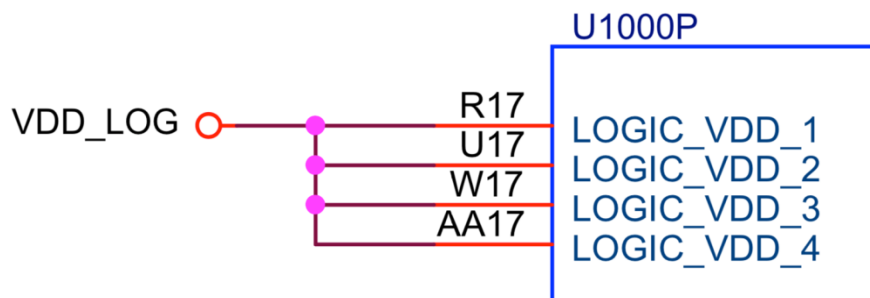 U1000P
VDD_LOG
R17
LOGIC_VDD_1
U17
LOGIC_VDD_2
W17
LOGIC_VDD_3
AA17
LOGIC_VDD_4